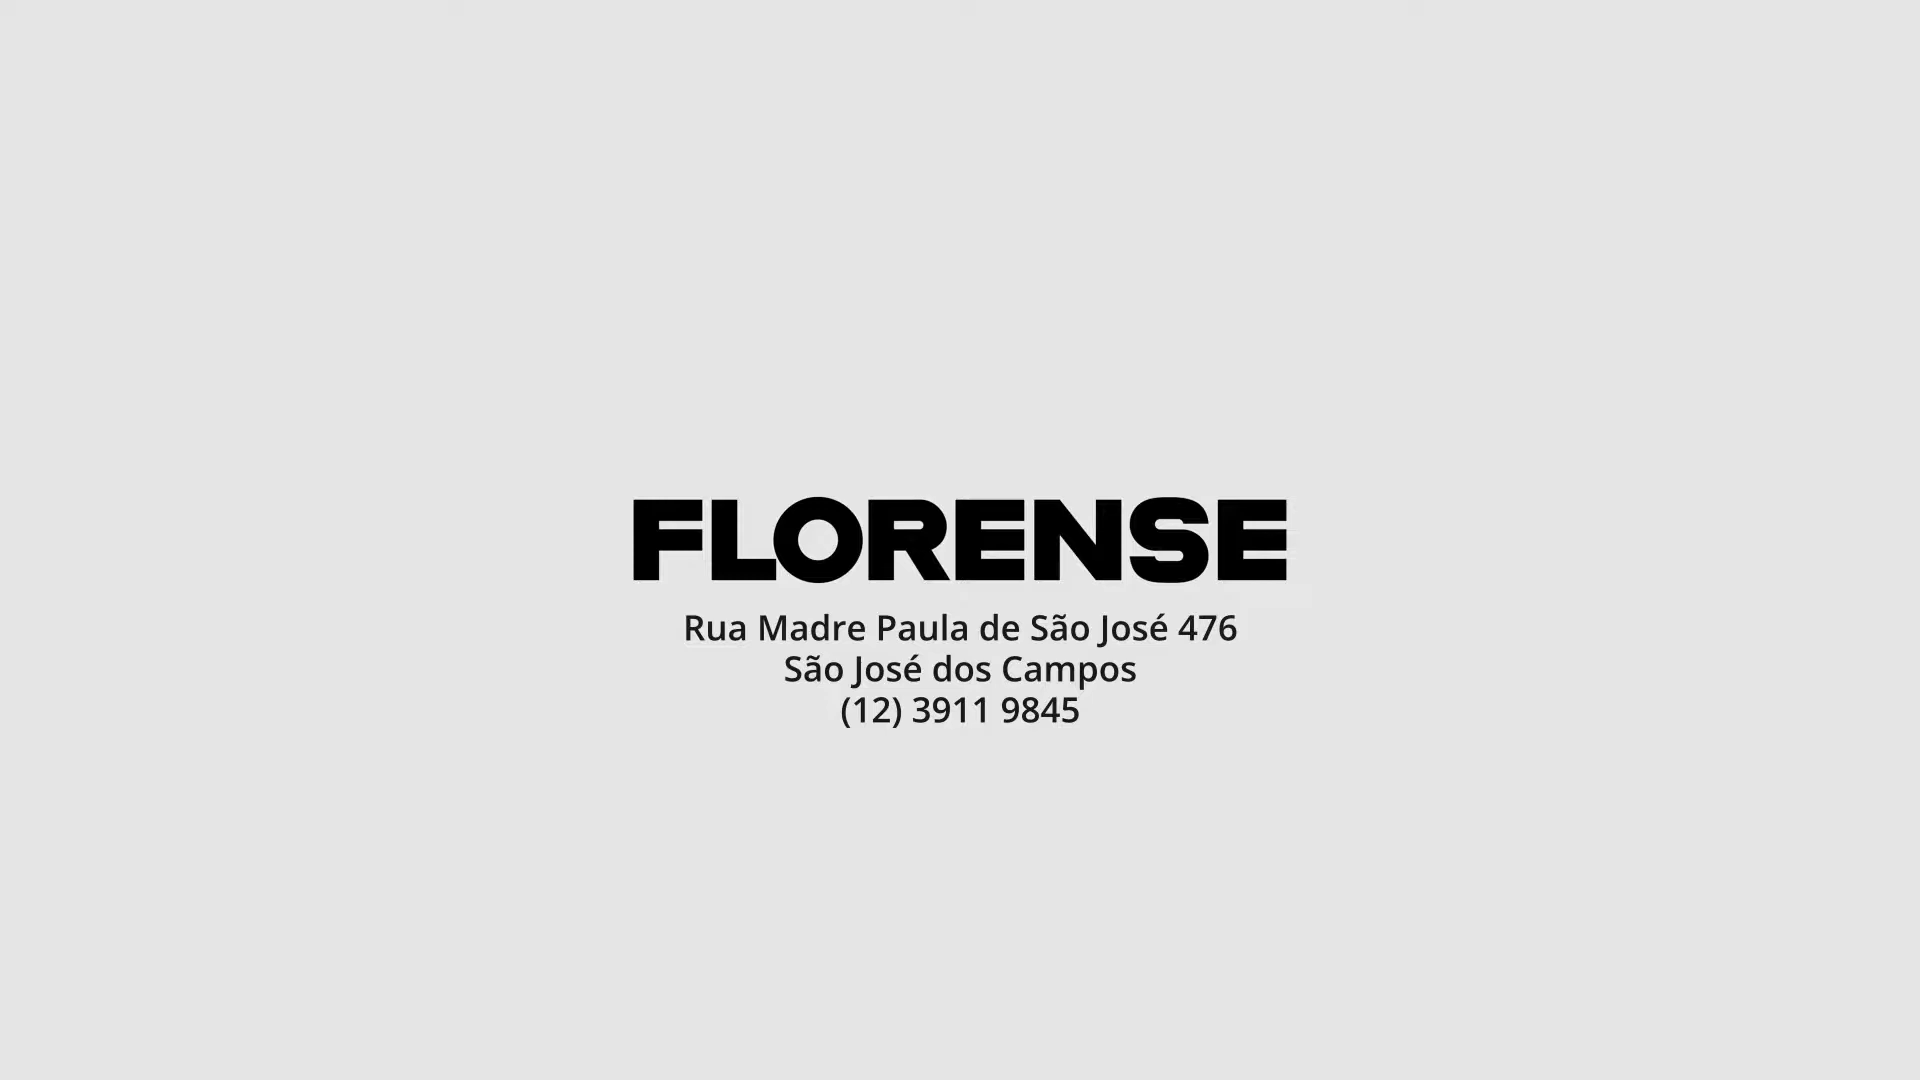 FLORENSE
Rua Madre Paula de São José 476
São José dos Campos
(12) 3911 9845